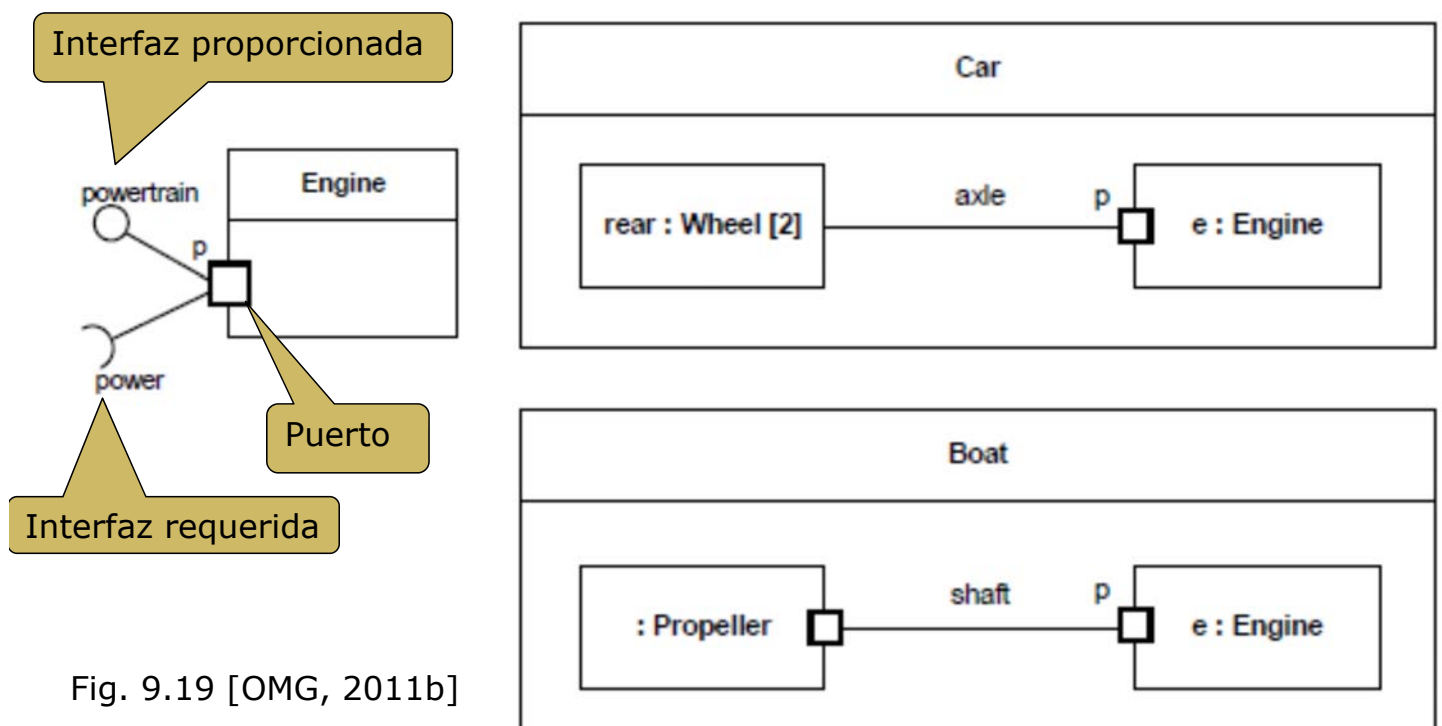 Interfaz proporcionada
powertrain
Engine
p
power
Puerto
Interfaz requerida
Fig. 9.19 [OMG, 2011b]
Car
rear : Wheel [2]
axle
p
e : Engine
Boat
: Propeller
shaft
p
e : Engine